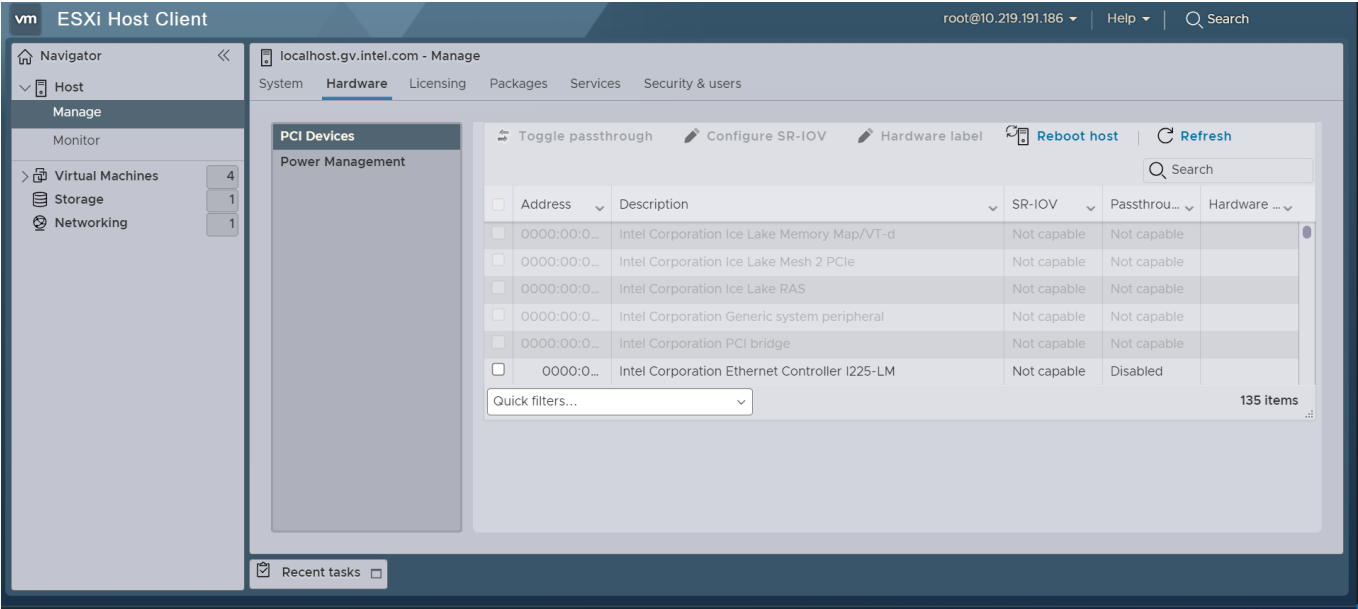 vm ESXi Host Client root@10.219.191.186 Help Search
Navigator
Host
Manage
Monitor
Virtual Machines 4
Storage 1
Networking 1
localhost.gv.intel.com - Manage
System Hardware Licensing Packages Services Security & users
PCI Devices
Power Management
Toggle passthrough Configure SR-IOV Hardware label Reboot host Refresh
Search
Address Description SR-IOV Passthrou... Hardware ...
0000:00:0... Intel Corporation Ice Lake Memory Map/VT-d Not capable Not capable
0000:00:0... Intel Corporation Ice Lake Mesh 2 PCIe Not capable Not capable
0000:00:0... Intel Corporation Ice Lake RAS Not capable Not capable
0000:00:0... Intel Corporation Generic system peripheral Not capable Not capable
0000:00:0... Intel Corporation PCI bridge Not capable Not capable
0000:0... Intel Corporation Ethernet Controller I225-LM Not capable Disabled
Quick filters... 135 items
Recent tasks